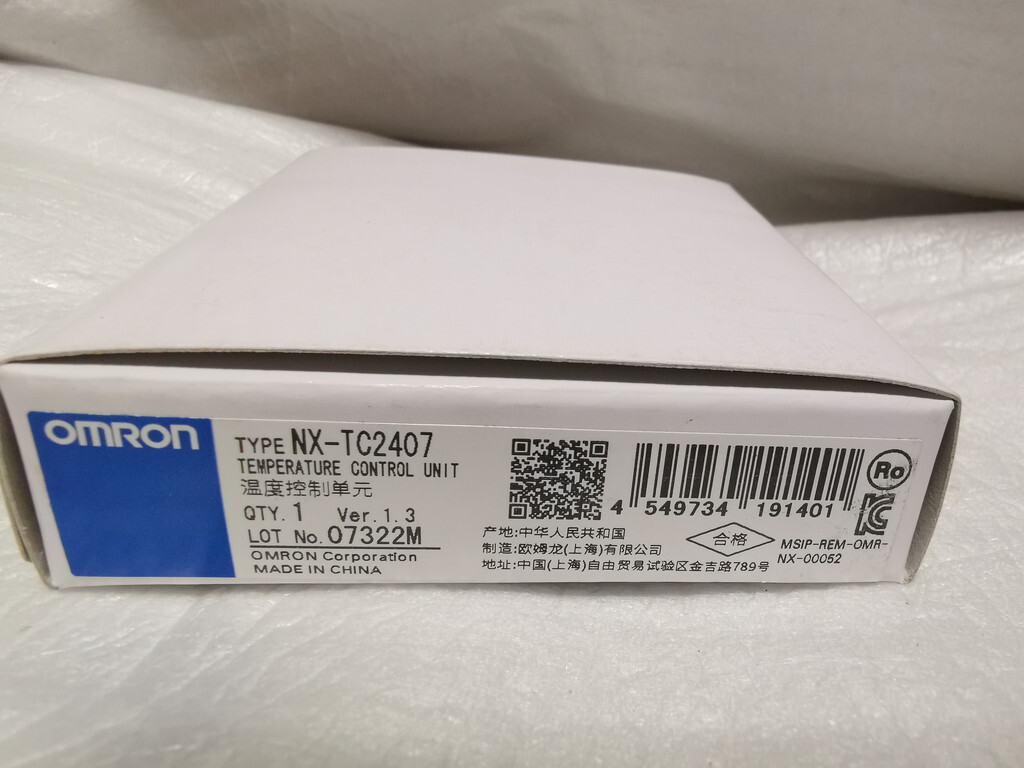 OMRON
TYPE NX-TC2407
TEMPERATURE CONTROL UNIT
温度控制单元
QTY. 1 Ver.1.3
LOT No. 07322M
OMRON Corporation
MADE IN CHINA
4 549734 191401
Ro
产地:中华人民共和国
制造:欧姆龙(上海)有限公司
地址:中国(上海)自由贸易试验区金吉路789号
合格
MSIP-REM-OMR-
NX-00052